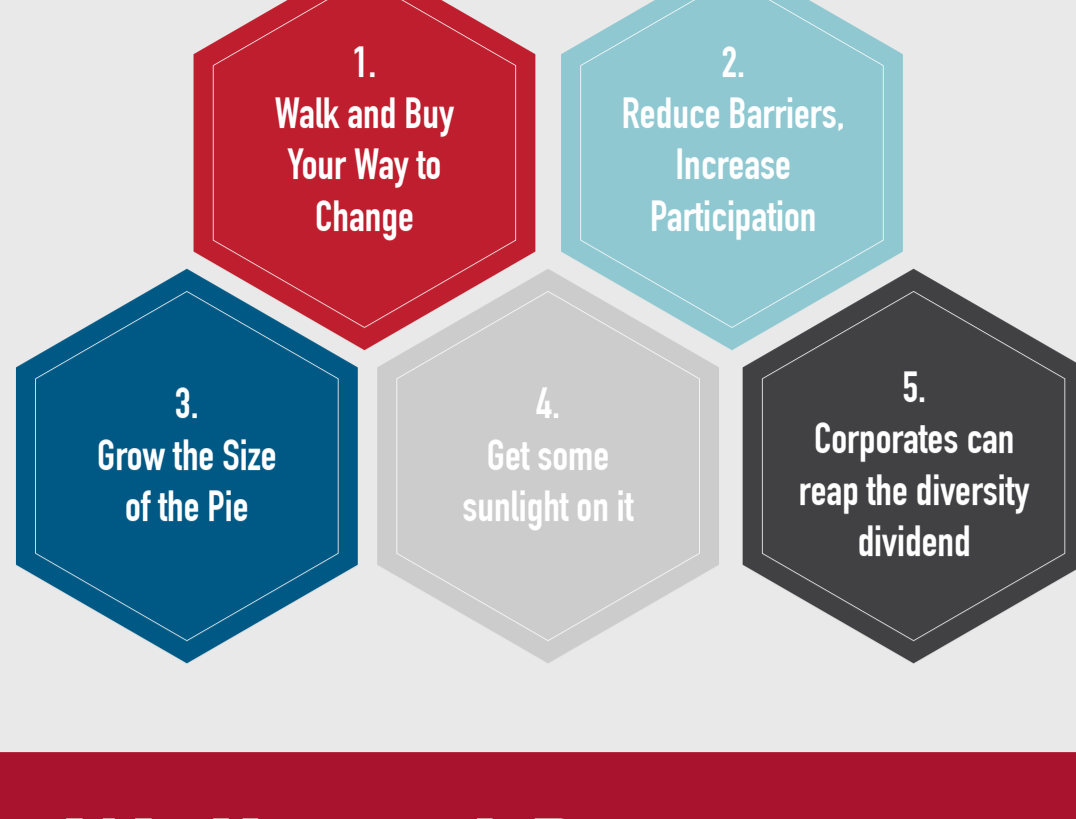 1.
Walk and Buy
Your Way to
Change
2.
Reduce Barriers,
Increase
Participation
3.
Grow the Size
of the Pie
4.
Get some
sunlight on it
5.
Corporates can
reap the diversity
dividend